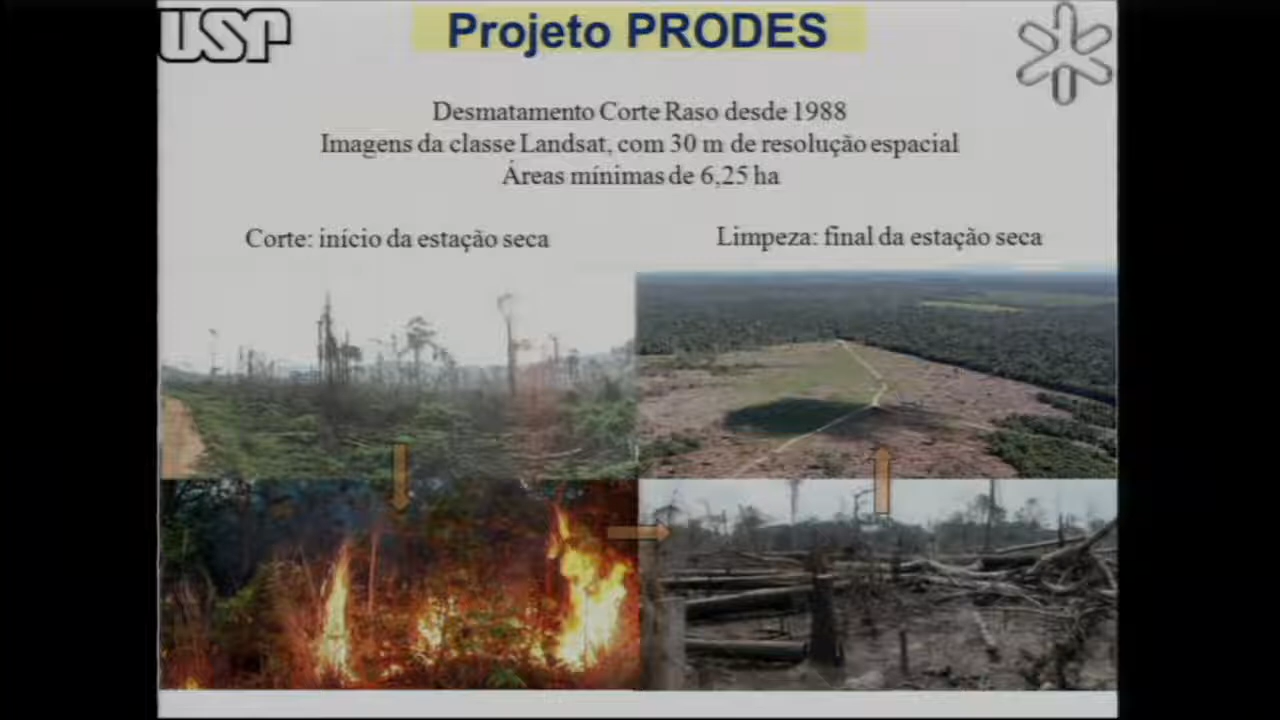 USP
Projeto PRODES
Desmatamento Corte Raso desde 1988
Imagens da classe Landsat, com 30 m de resolução espacial
Áreas mínimas de 6,25 ha
Corte: início da estação seca
Limpeza: final da estação seca